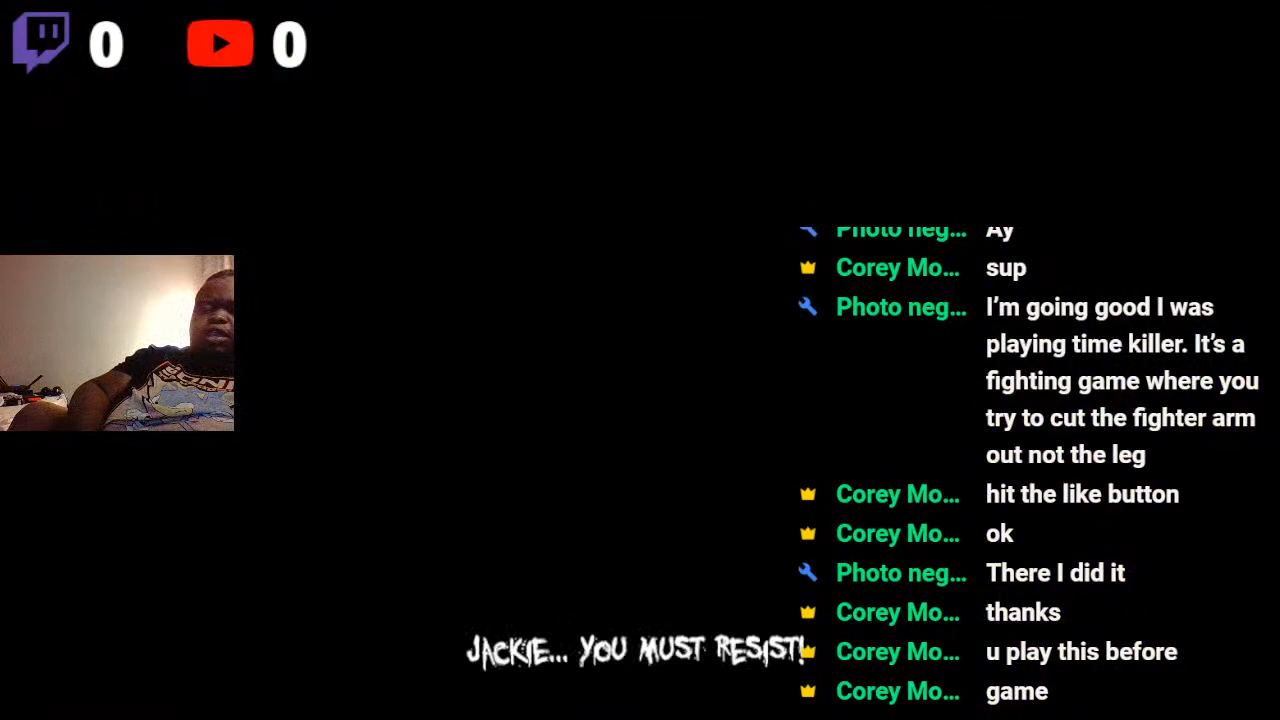 0 0
Photo neg... Ay
Corey Mo... sup
Photo neg... I'm going good I was
playing time killer. It's a
fighting game where you
try to cut the fighter arm
out not the leg
Corey Mo... hit the like button
Corey Mo... ok
Photo neg... There I did it
Corey Mo... thanks
JACKIE... YOU MUST RESIST!
Corey Mo... u play this before
Corey Mo... game